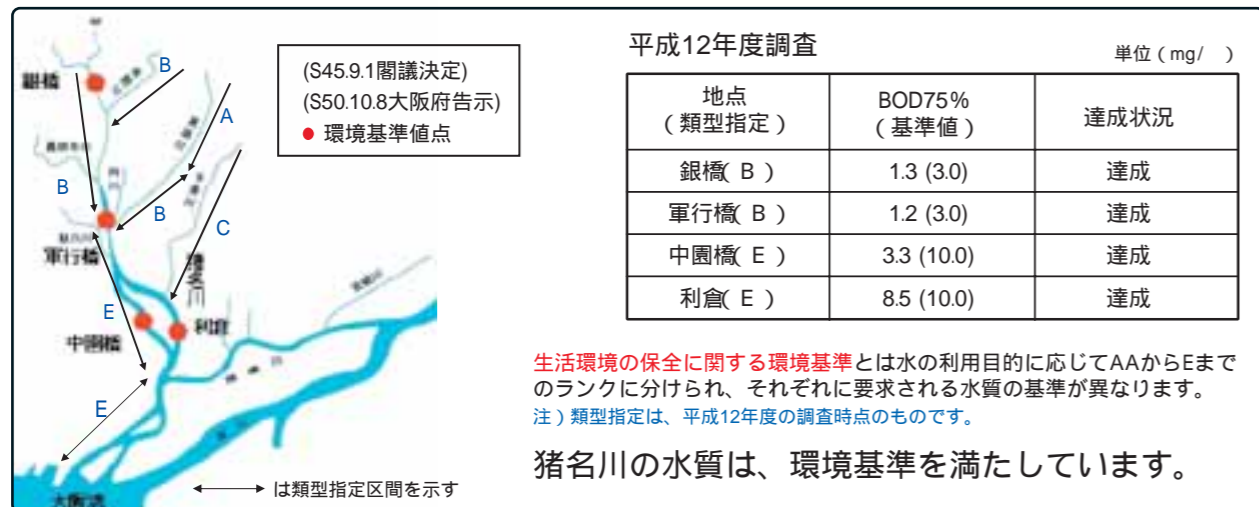 銀橋
B
A
B
B
C
軍行橋
E
利倉
中園橋
E
大阪湾
(S45.9.1閣議決定)
(S50.10.8大阪府告示)
● 環境基準値点
は類型指定区間を示す
平成12年度調査
単位（mg/　）
地点 BOD75% 達成状況
（類型指定） （基準値）
銀橋( B ) 1.3 (3.0) 達成
軍行橋( B ) 1.2 (3.0) 達成
中園橋( E ) 3.3 (10.0) 達成
利倉( E ) 8.5 (10.0) 達成
生活環境の保全に関する環境基準とは水の利用目的に応じてAAからEまで
のランクに分けられ、それぞれに要求される水質の基準が異なります。
注）類型指定は、平成12年度の調査時点のものです。
猪名川の水質は、環境基準を満たしています。